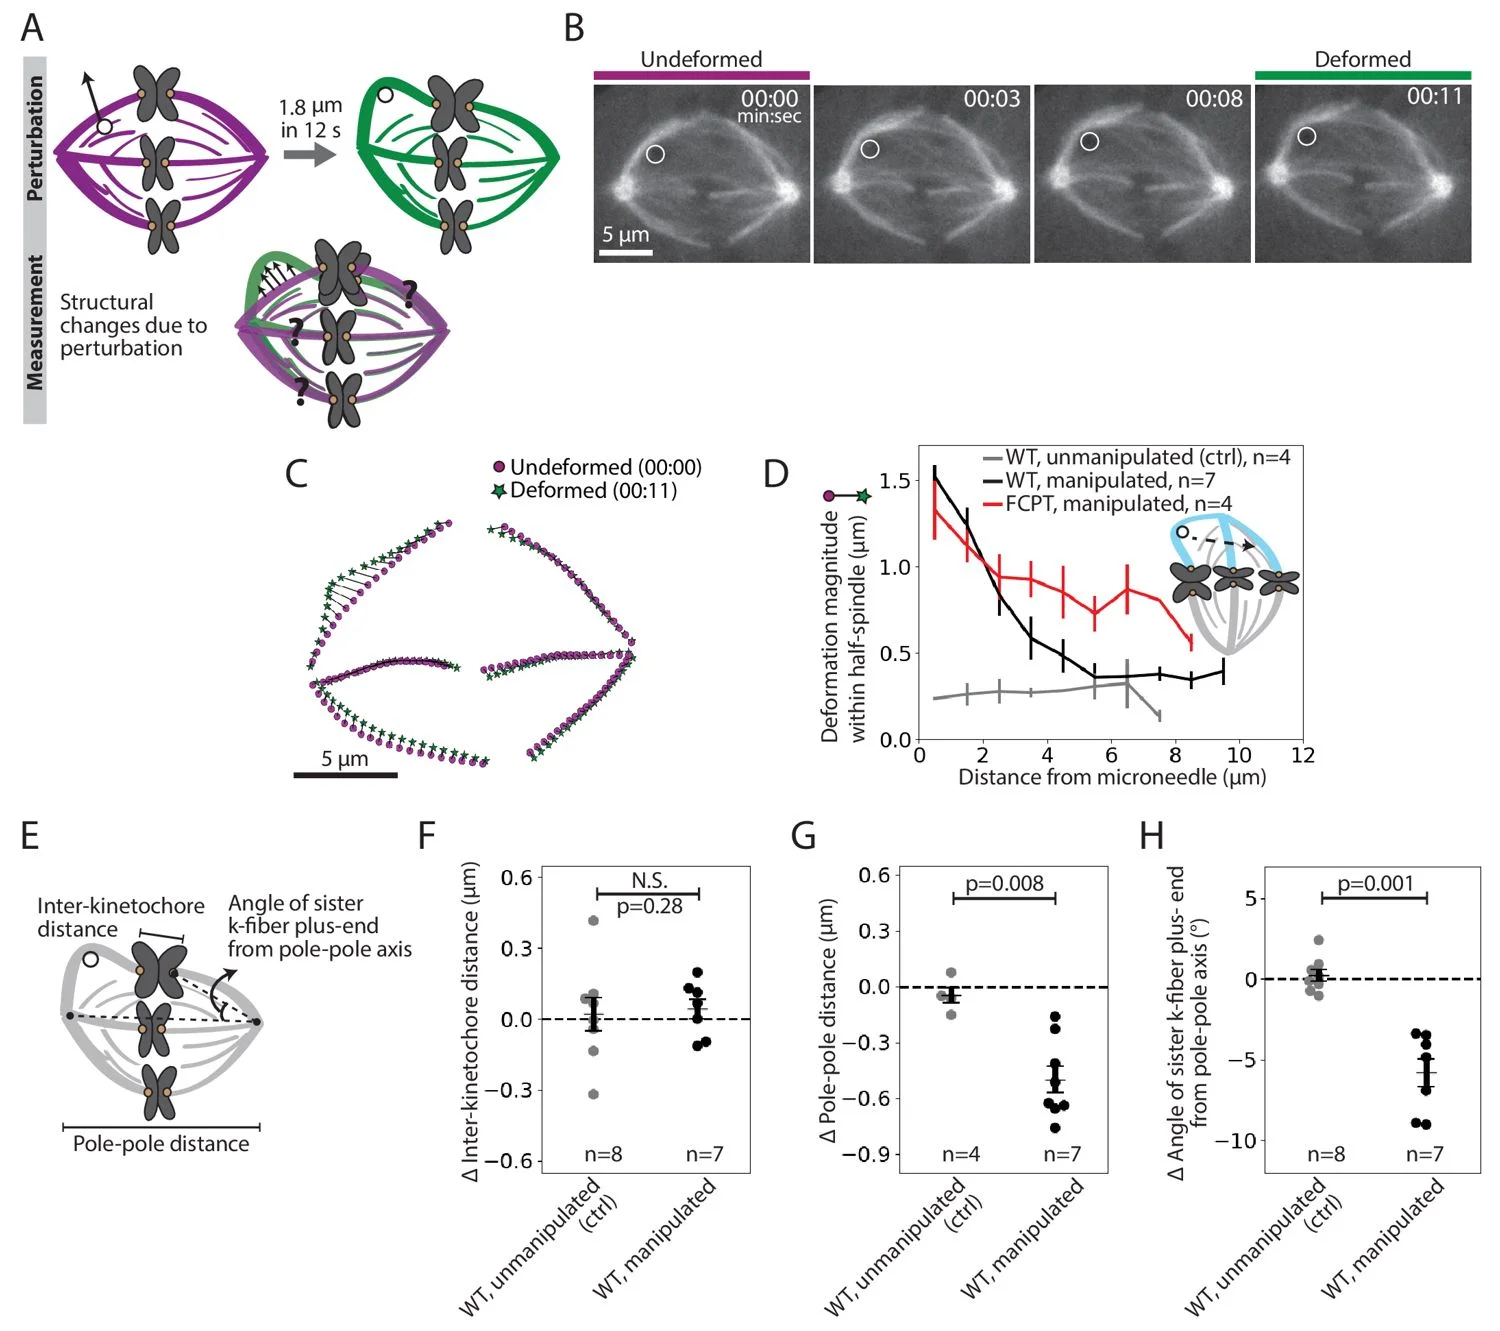 A
Perturbation
1.8 µm
in 12 s
Measurement
Structural
changes due to
perturbation
?
?
?
B
Undeformed
Deformed
00:00
min:sec
00:03
00:08
00:11
5 µm
C
Undeformed (00:00)
Deformed (00:11)
5 µm
D
Deformation magnitude
within half-spindle (µm)
WT, unmanipulated (ctrl), n=4
WT, manipulated, n=7
FCPT, manipulated, n=4
1.5
1.0
0.5
0.0
0 2 4 6 8 10 12
Distance from microneedle (µm)
E
Inter-kinetochore
distance
Angle of sister
k-fiber plus-end
from pole-pole axis
Pole-pole distance
F
Δ Inter-kinetochore distance (µm)
0.6
0.3
0.0
−0.3
−0.6
N.S.
p=0.28
n=8
n=7
WT, unmanipulated
(ctrl)
WT, manipulated
G
Δ Pole-pole distance (µm)
0.6
0.3
0.0
−0.3
−0.6
−0.9
p=0.008
n=4
n=7
WT, unmanipulated
(ctrl)
WT, manipulated
H
Δ Angle of sister k-fiber plus- end
from pole-pole axis (°)
5
0
−5
−10
p=0.001
n=8
n=7
WT, unmanipulated
(ctrl)
WT, manipulated